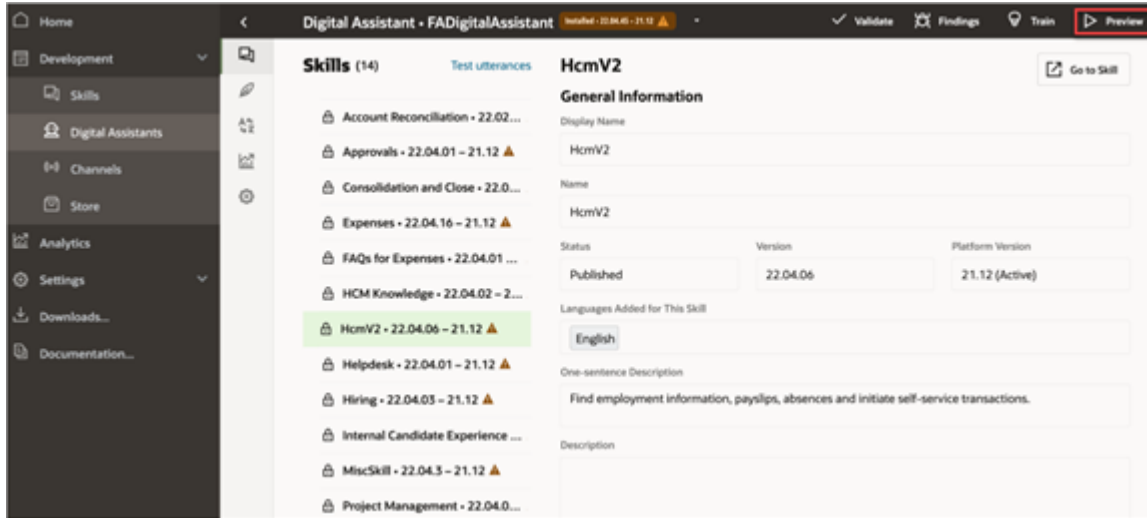 Home
Development
Skills
Digital Assistants
Channels
Store
Analytics
Settings
Downloads...
Documentation...
Digital Assistant • FADigitalAssistant
Installed - 22.04.45 - 21.12
Validate
Findings
Train
Preview
Skills (14)
Test utterances
Account Reconciliation • 22.02...
Approvals • 22.04.01 – 21.12
Consolidation and Close • 22.0...
Expenses • 22.04.16 – 21.12
FAQs for Expenses • 22.04.01 ...
HCM Knowledge • 22.04.02 – 2...
HcmV2 • 22.04.06 – 21.12
Helpdesk • 22.04.01 – 21.12
Hiring • 22.04.03 – 21.12
Internal Candidate Experience ...
MiscSkill • 22.04.3 – 21.12
Project Management • 22.04.0...
HcmV2
Go to Skill
General Information
Display Name
HcmV2
Name
HcmV2
Status
Version
Platform Version
Published
22.04.06
21.12 (Active)
Languages Added for This Skill
English
One-sentence Description
Find employment information, payslips, absences and initiate self-service transactions.
Description